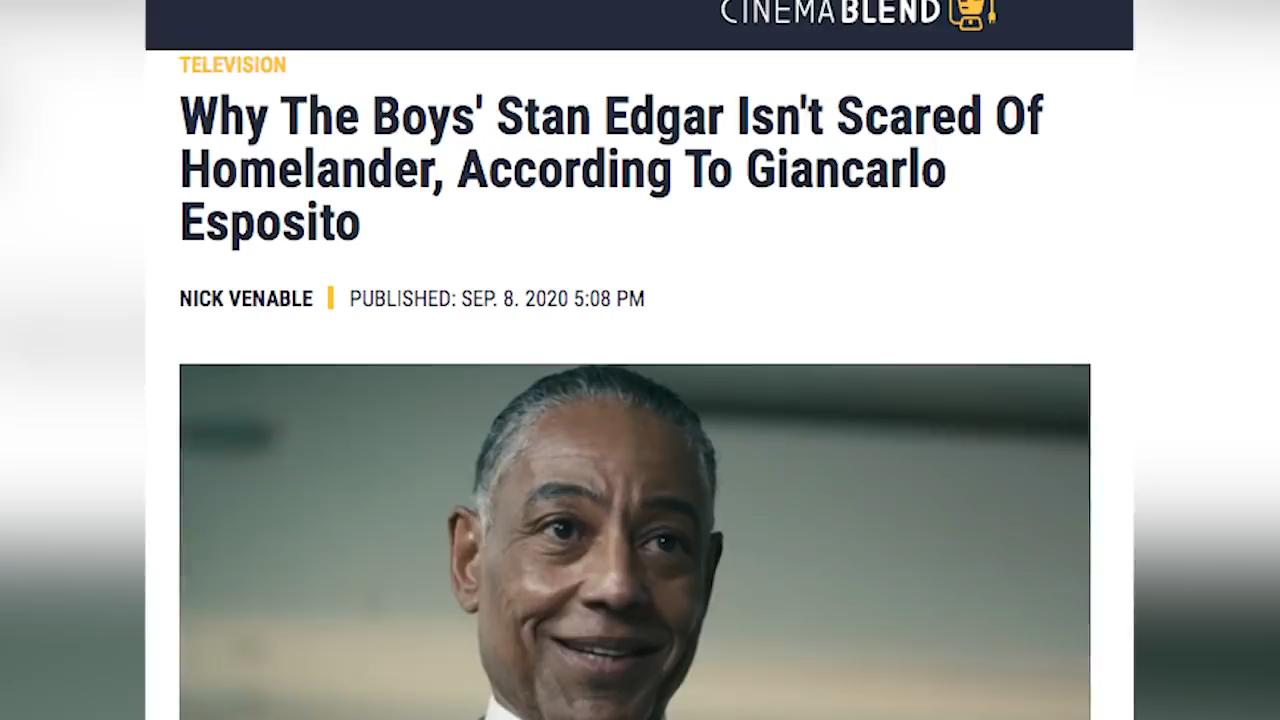 CINEMABLEND
TELEVISION
Why The Boys' Stan Edgar Isn't Scared Of
Homelander, According To Giancarlo
Esposito
NICK VENABLE | PUBLISHED: SEP. 8. 2020 5:08 PM